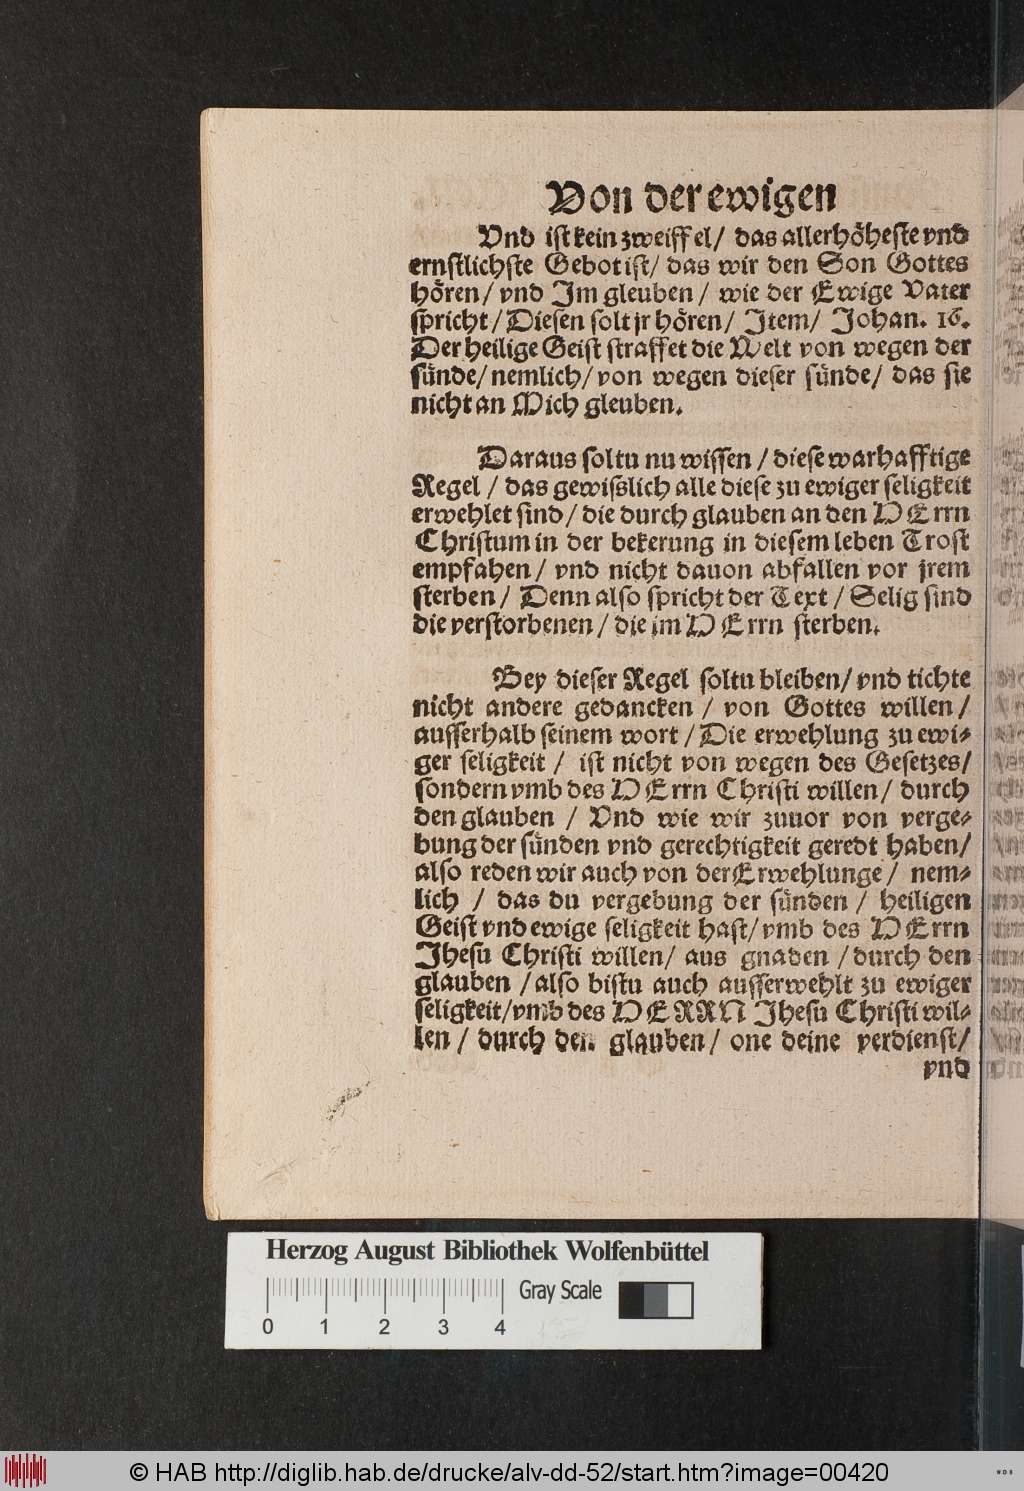 Von der ewigen
Vnd ist kein zweiffel/ das allerhöheste vnd
ernstlichste Gebot ist/ das wir den Son Gottes
hören/ vnd Jm gleuben/ wie der Ewige Vater
spricht/ Diesen solt jr hören/ Jtem/ Johan. 16.
Der heilige Geist straffet die Welt von wegen der
sünde/ nemlich/ von wegen dieser sünde/ das sie
nicht an Mich gleuben.
Daraus soltu nu wissen/ diese warhafftige
Regel/ das gewißlich alle diese zu ewiger seligkeit
erwehlet sind/ die durch glauben an den HErrn
Christum in der bekerung in diesem leben Trost
empfahen/ vnd nicht dauon abfallen vor jrem
sterben/ Denn also spricht der Text/ Selig sind
die verstorbenen/ die im HErrn sterben.
Bey dieser Regel soltu bleiben/ vnd tichte
nicht andere gedancken/ von Gottes willen/
ausserhalb seinem wort/ Die erwehlung zu ewi-
ger seligkeit/ ist nicht von wegen des Gesetzes/
sondern vmb des HErrn Christi willen/ durch
den glauben/ Vnd wie wir zuuor von verge-
bung der sünden vnd gerechtigkeit geredt haben/
also reden wir auch von der Erwehlunge/ nem-
lich/ das du vergebung der sünden/ heiligen
Geist vnd ewige seligkeit hast/ vmb des HErrn
Jhesu Christi willen/ aus gnaden/ durch den
glauben/ also bistu auch ausserwehlt zu ewiger
seligkeit/ vmb des HERRN Jhesu Christi wil-
len/ durch den glauben/ one deine verdienst/
vnd
Herzog August Bibliothek Wolfenbüttel
Gray Scale
0 1 2 3 4
© HAB http://diglib.hab.de/drucke/alv-dd-52/start.htm?image=00420